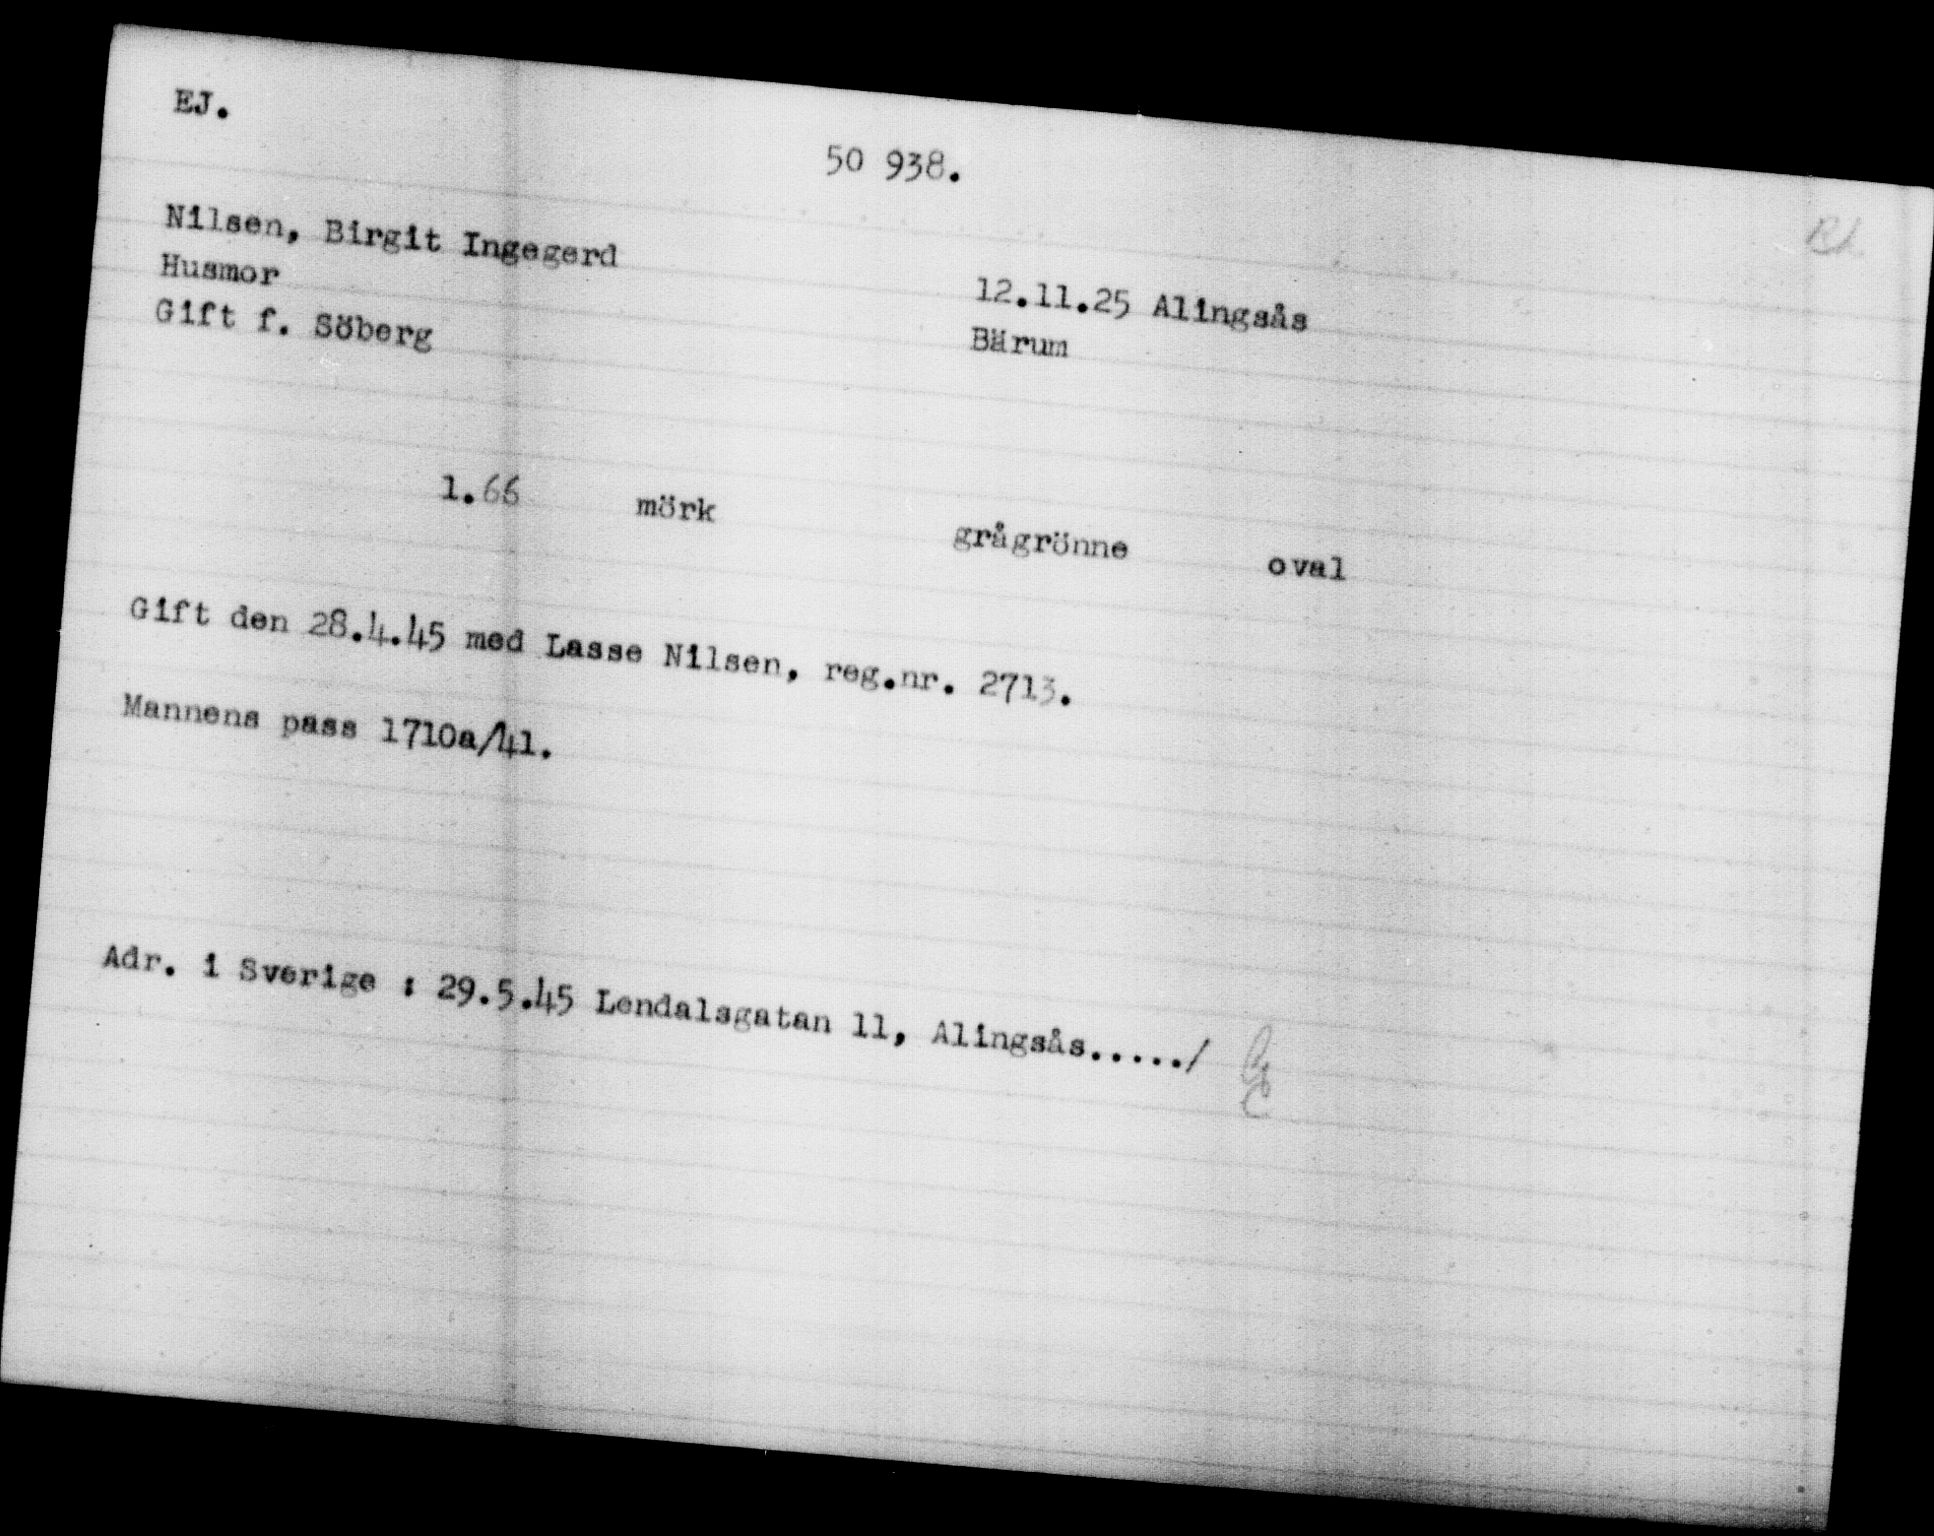 EJ.
50 938.
Nilsen, Birgit Ingegerd
Husmor
Gift f. Söberg
12.11.25 Alingsås
Bärum
1.66 mörk grågrönne oval
Gift den 28.4.45 med Lasse Nilsen, reg.nr. 2713.
Mannens pass 1710a/41.
Adr. i Sverige : 29.5.45 Lendalsgatan 11, Alingsås...../